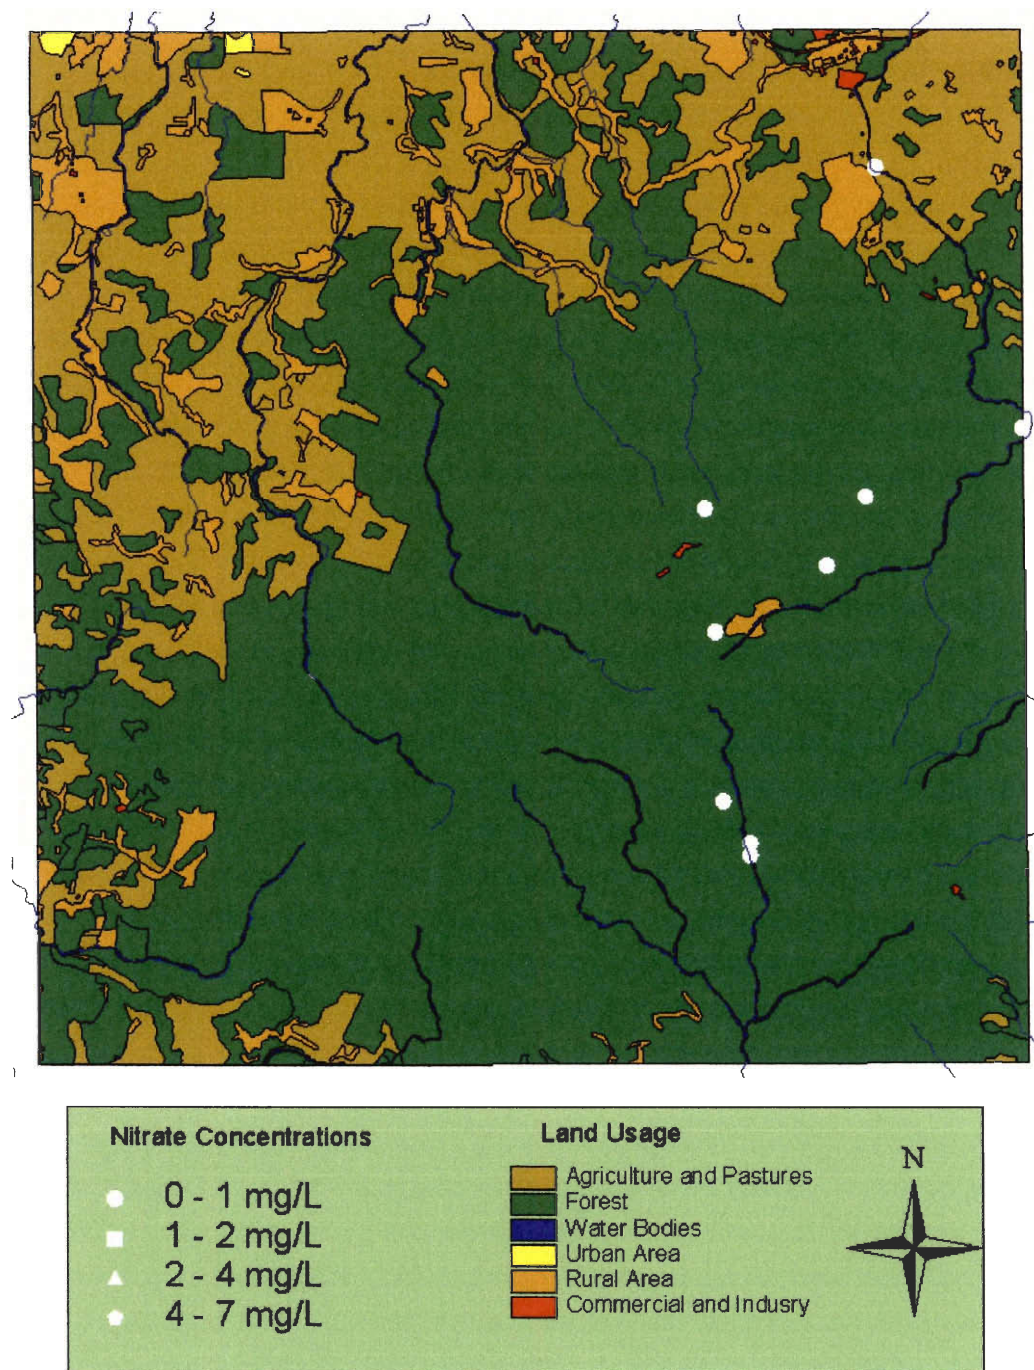 Nitrate Concentrations
0 - 1 mg/L
1 - 2 mg/L
2 - 4 mg/L
4 - 7 mg/L
Land Usage
Agriculture and Pastures
Forest
Water Bodies
Urban Area
Rural Area
Commercial and Indusry
N